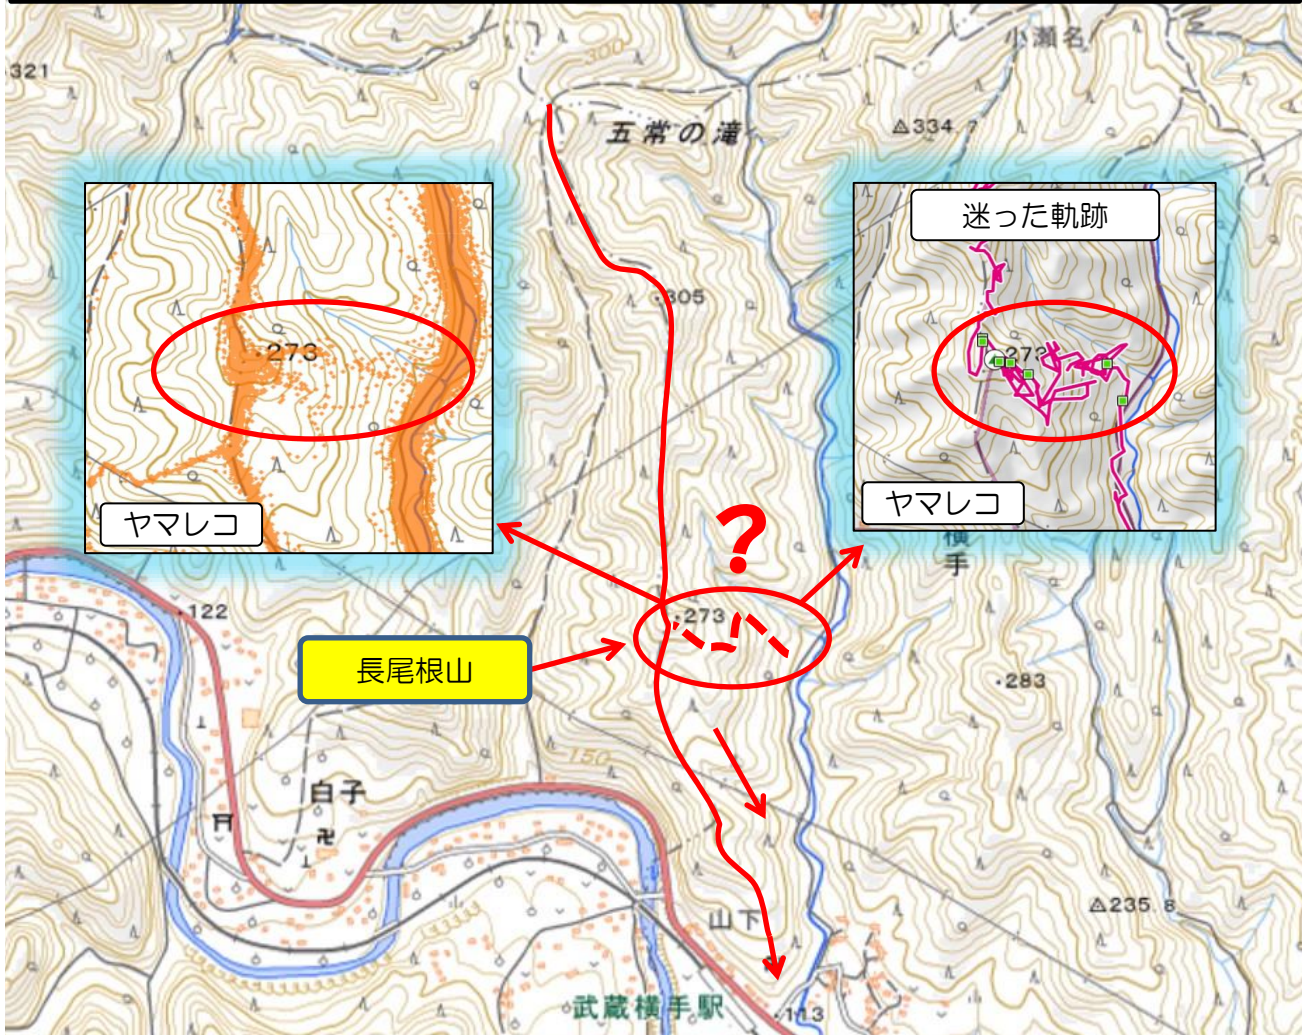 小瀬名
300
321
五常の滝
334.7
迷った軌跡
305
273
273
ヤマレコ
ヤマレコ
横手
?
122
273
長尾根山
283
150
白子
235.8
山下
武蔵横手駅
113